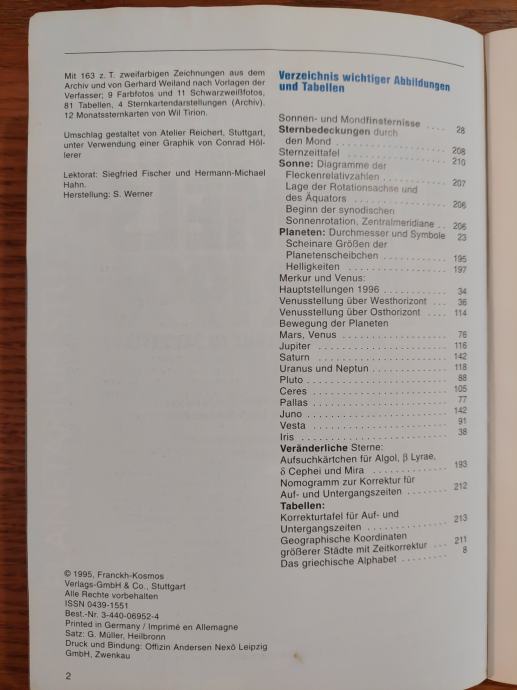 Mit 163 z. T. zweifarbigen Zeichnungen aus dem
Archiv und von Gerhard Weiland nach Vorlagen der
Verfasser; 9 Farbfotos und 11 Schwarzweißfotos,
81 Tabellen, 4 Sternkartendarstellungen (Archiv),
12 Monatssternkarten von Wil Tirion.
Umschlag gestaltet von Atelier Reichert, Stuttgart,
unter Verwendung einer Graphik von Conrad Höl-
lerer
Lektorat: Siegfried Fischer und Hermann-Michael
Hahn.
Herstellung: S. Werner
© 1995, Franckh-Kosmos
Verlags-GmbH & Co., Stuttgart
Alle Rechte vorbehalten
ISSN 0439-1551
Best.-Nr. 3-440-06952-4
Printed in Germany / Imprimé en Allemagne
Satz: G. Müller, Heilbronn
Druck und Bindung: Offizin Andersen Nexö Leipzig
GmbH, Zwenkau
2
Verzeichnis wichtiger Abbildungen
und Tabellen
Sonnen- und Mondfinsternisse .... 28
Sternbedeckungen durch
den Mond .................... 208
Sternzeittafel ................... 210
Sonne: Diagramme der
Fleckenrelativzahlen ............ 207
Lage der Rotationsachse und
des Äquators .................. 206
Beginn der synodischen
Sonnenrotation, Zentralmeridiane .. 206
Planeten: Durchmesser und Symbole 23
Scheinare Größen der
Planetenscheibchen ............ 195
Helligkeiten ................... 197
Merkur und Venus:
Hauptstellungen 1996 ............ 34
Venusstellung über Westhorizont ... 36
Venusstellung über Osthorizont .... 114
Bewegung der Planeten
Mars, Venus ................... 76
Jupiter ....................... 116
Saturn ....................... 142
Uranus und Neptun .............. 118
Pluto ......................... 88
Ceres ........................ 105
Pallas ........................ 77
Juno ......................... 142
Vesta ........................ 91
Iris .......................... 38
Veränderliche Sterne:
Aufsuchkärtchen für Algol, β Lyrae,
δ Cephei und Mira .............. 193
Nomogramm zur Korrektur für
Auf- und Untergangszeiten ........ 212
Tabellen:
Korrekturtafel für Auf- und
Untergangszeiten ............... 213
Geographische Koordinaten
größerer Städte mit Zeitkorrektur ... 211
Das griechische Alphabet ......... 8